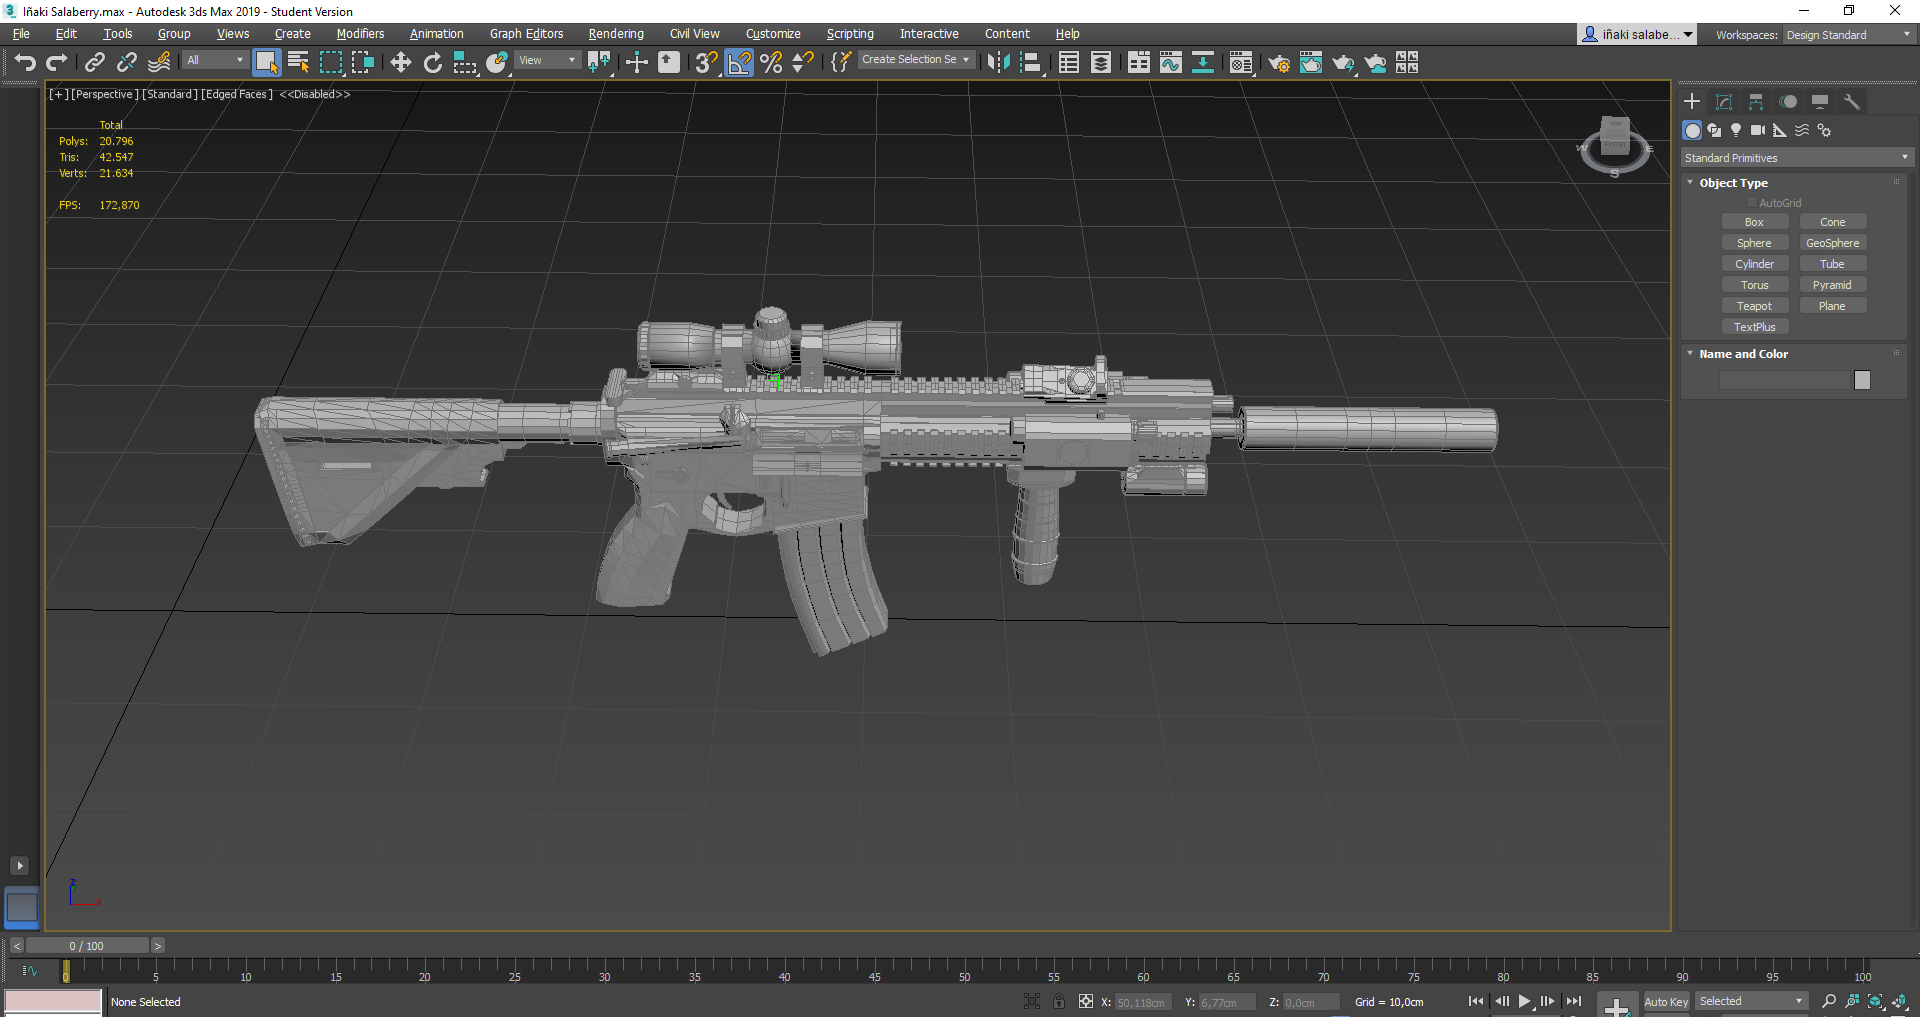 Iñaki Salaberry.max - Autodesk 3ds Max 2019 - Student Version
File Edit Tools Group Views Create Modifiers Animation Graph Editors Rendering Civil View Customize Scripting Interactive Content Help
iñaki salabe... Workspaces: Design Standard
All View Create Selection Se
[+] [Perspective] [Standard] [Edged Faces] <<Disabled>>
Total
Polys: 20.796
Tris: 42.547
Verts: 21.634
FPS: 172,870
TOP
FRONT
W E
S
Standard Primitives
Object Type
AutoGrid
Box Cone
Sphere GeoSphere
Cylinder Tube
Torus Pyramid
Teapot Plane
TextPlus
Name and Color
z
x
< 0 / 100 >
0 5 10 15 20 25 30 35 40 45 50 55 60 65 70 75 80 85 90 95 100
None Selected X: 50,118cm Y: 6,77cm Z: 0,0cm Grid = 10,0cm Auto Key Selected